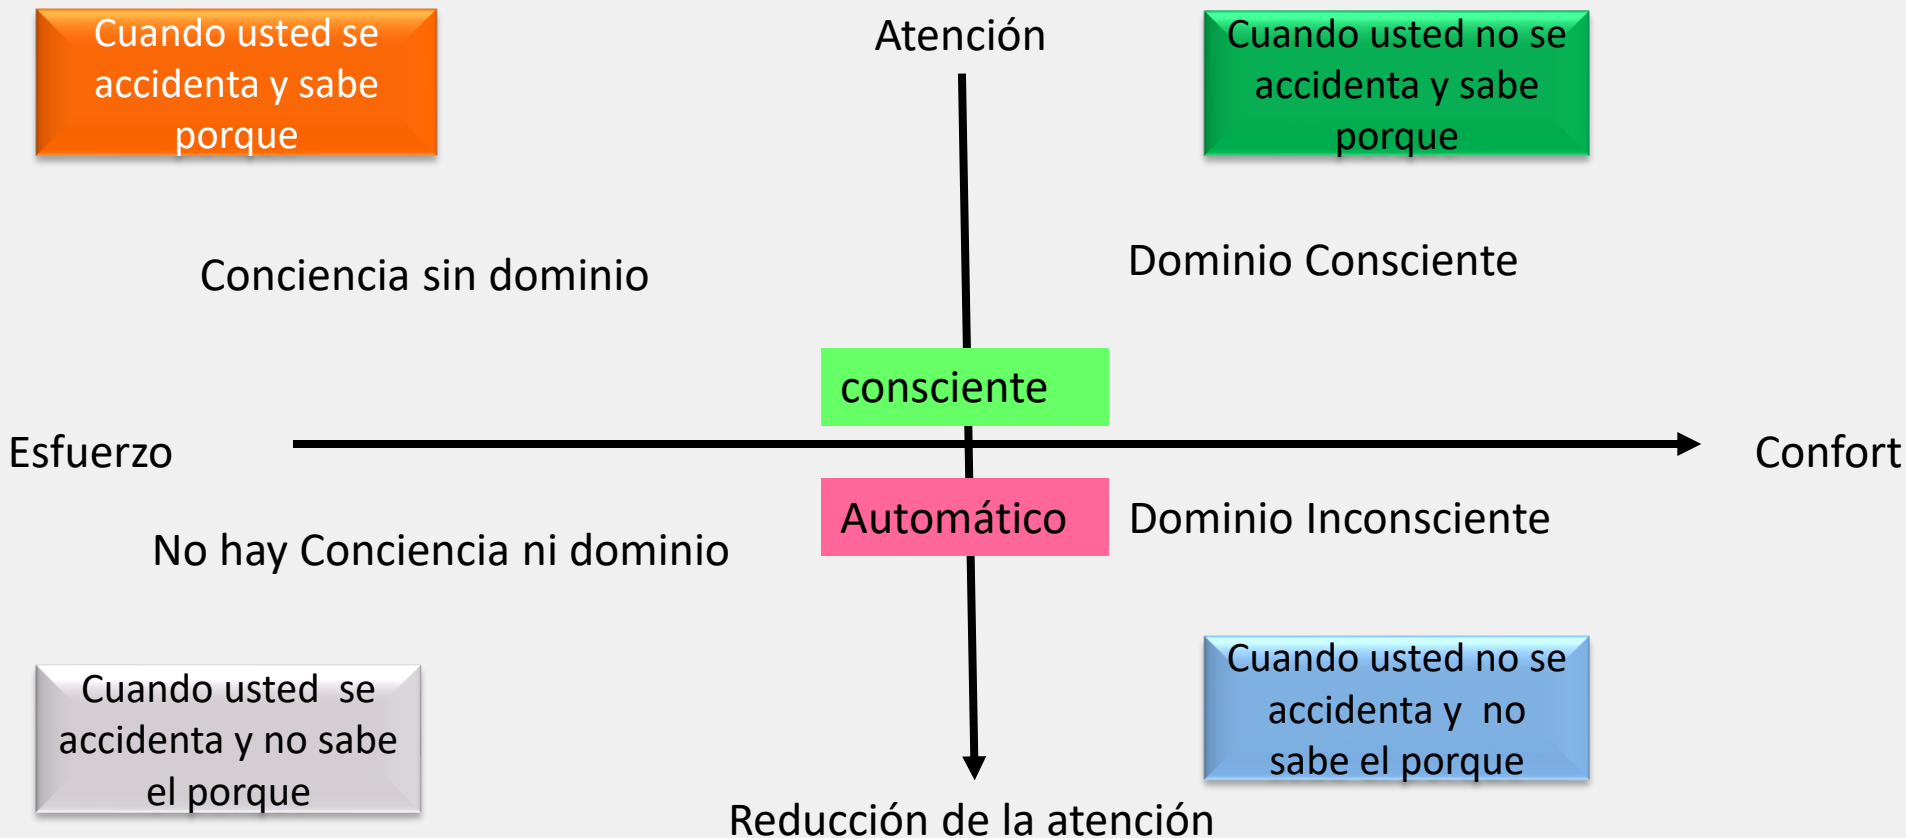 Cuando usted se
accidenta y sabe
porque
Atención
Cuando usted no se
accidenta y sabe
porque
Conciencia sin dominio
Dominio Consciente
consciente
Esfuerzo
Confort
Automático
Dominio Inconsciente
No hay Conciencia ni dominio
Cuando usted  se
accidenta y no sabe
el porque
Cuando usted no se
accidenta y  no
sabe el porque
Reducción de la atención